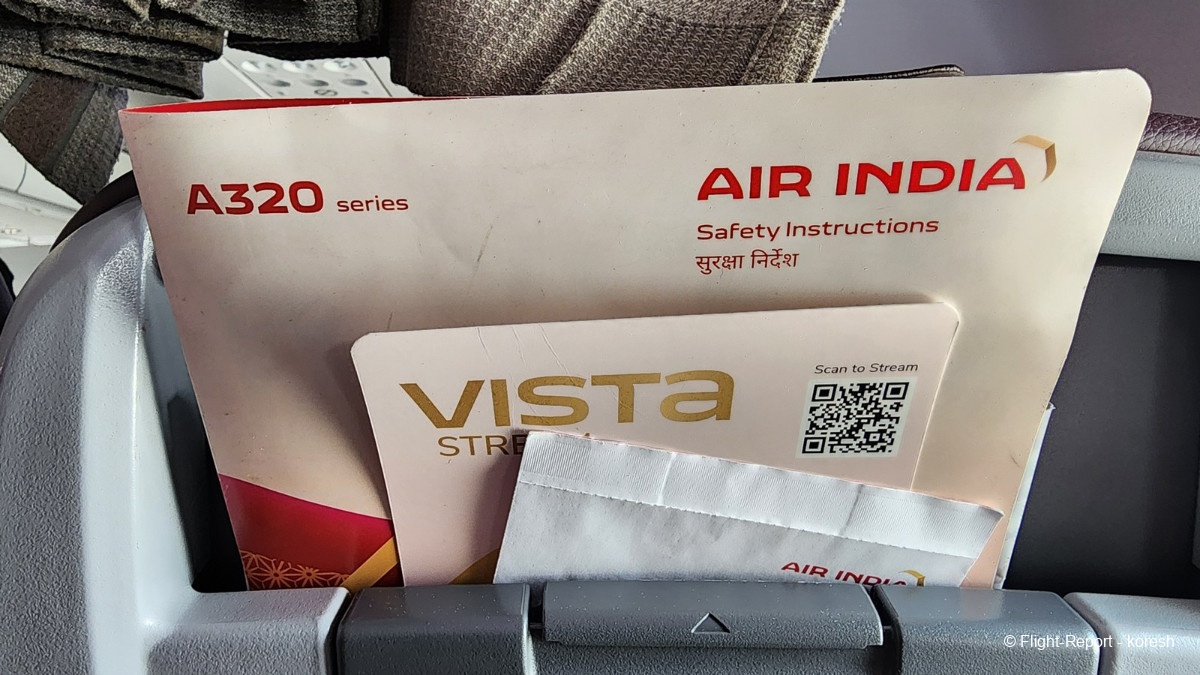 A320 series
AIR INDIA
Safety Instructions
सुरक्षा निर्देश
VISTA
Scan to Stream
AIR INDIA
© Flight-Report - koresh